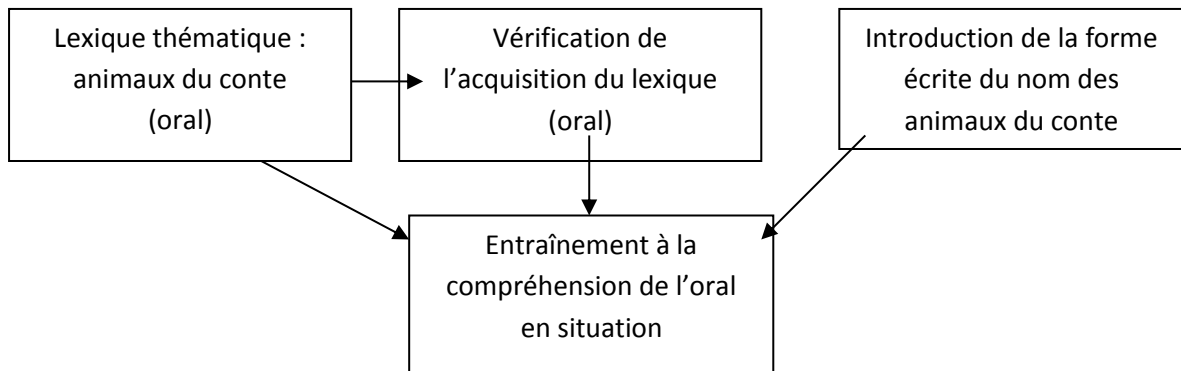 Lexique thématique :
animaux du conte
(oral)
Vérification de
l’acquisition du lexique
(oral)
Introduction de la forme
écrite du nom des
animaux du conte
Entraînement à la
compréhension de l’oral
en situation